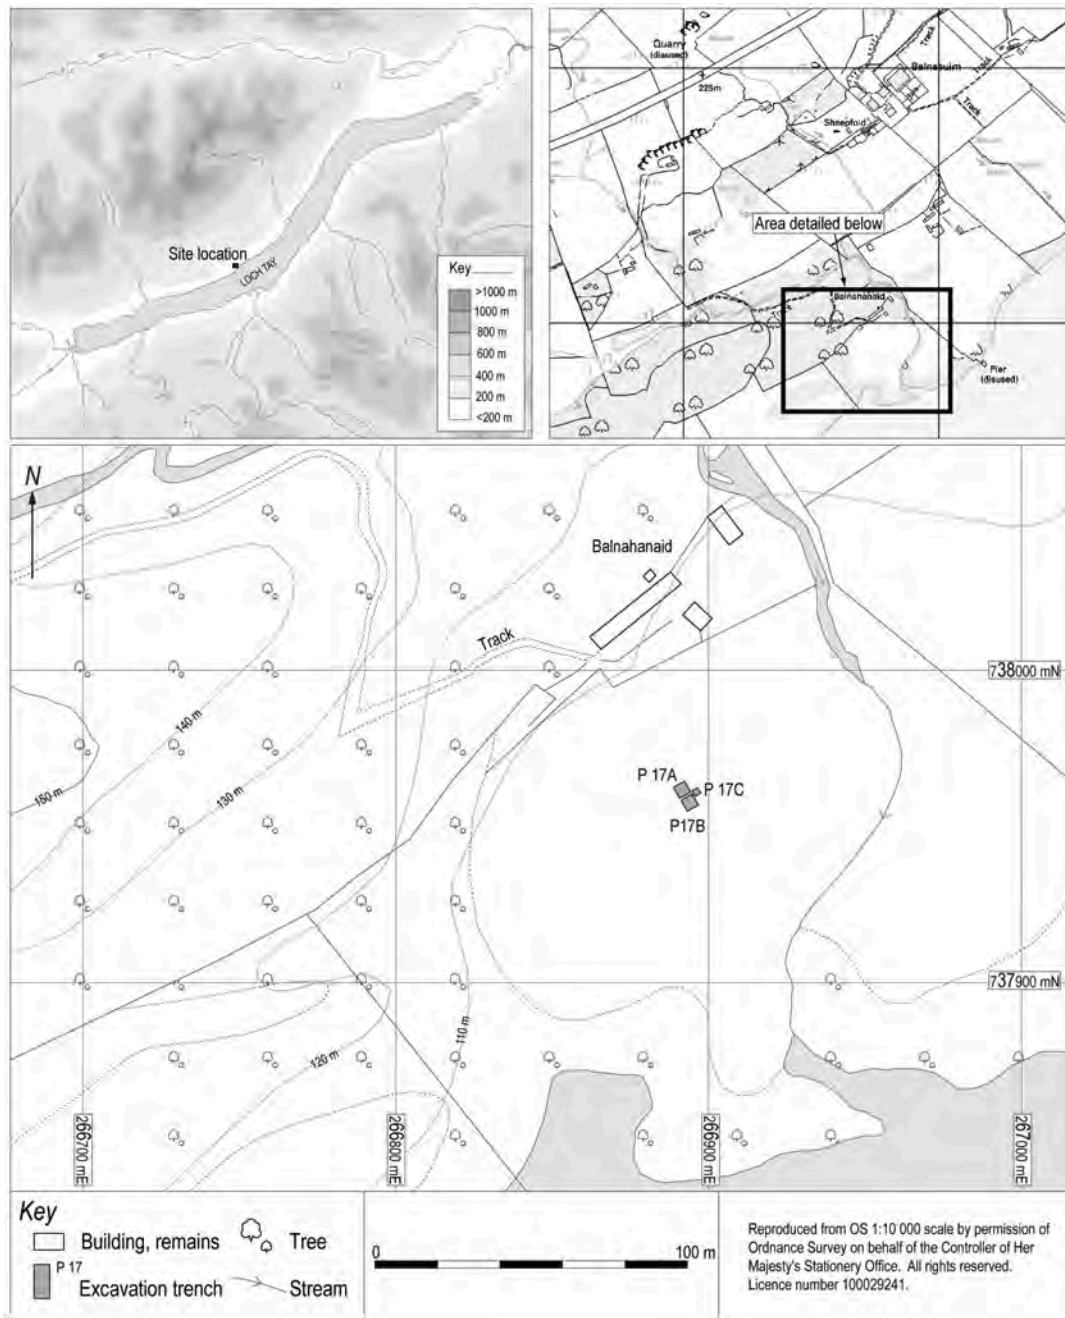 Site location
LOCH TAY
Key
>1000 m
1000 m
800 m
600 m
400 m
200 m
<200 m
Quarry
(disused)
225m
Track
Balnasuim
Track
Track
Sheepfold
Area detailed below
Balnahanaid
Track
Pier
(disused)
N
Balnahanaid
Track
738000 mN
140 m
150 m
130 m
P 17A
P 17C
P17B
737900 mN
110 m
120 m
266700 mE
266800 mE
266900 mE
267000 mE
Key
Building, remains
Tree
P 17
Excavation trench
Stream
0
100 m
Reproduced from OS 1:10 000 scale by permission of
Ordnance Survey on behalf of the Controller of Her
Majesty's Stationery Office. All rights reserved.
Licence number 100029241.